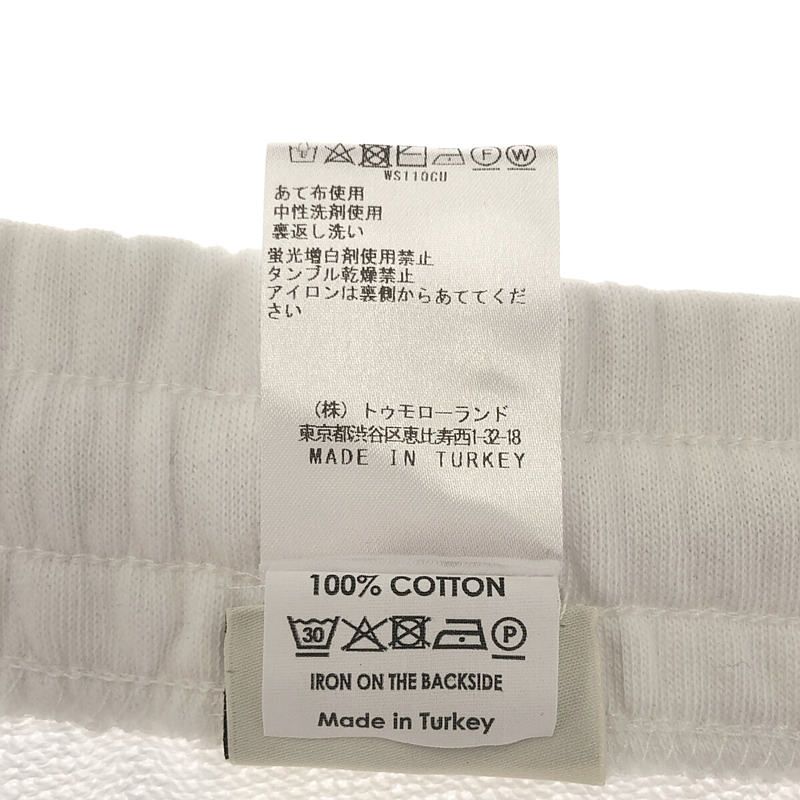 F W
WS110CU
あて布使用
中性洗剤使用
裏返し洗い
蛍光増白剤使用禁止
タンブル乾燥禁止
アイロンは裏側からあててくだ
さい
(株)トゥモローランド
東京都渋谷区恵比寿西1-32-18
MADE IN TURKEY
100% COTTON
30 P
IRON ON THE BACKSIDE
Made in Turkey